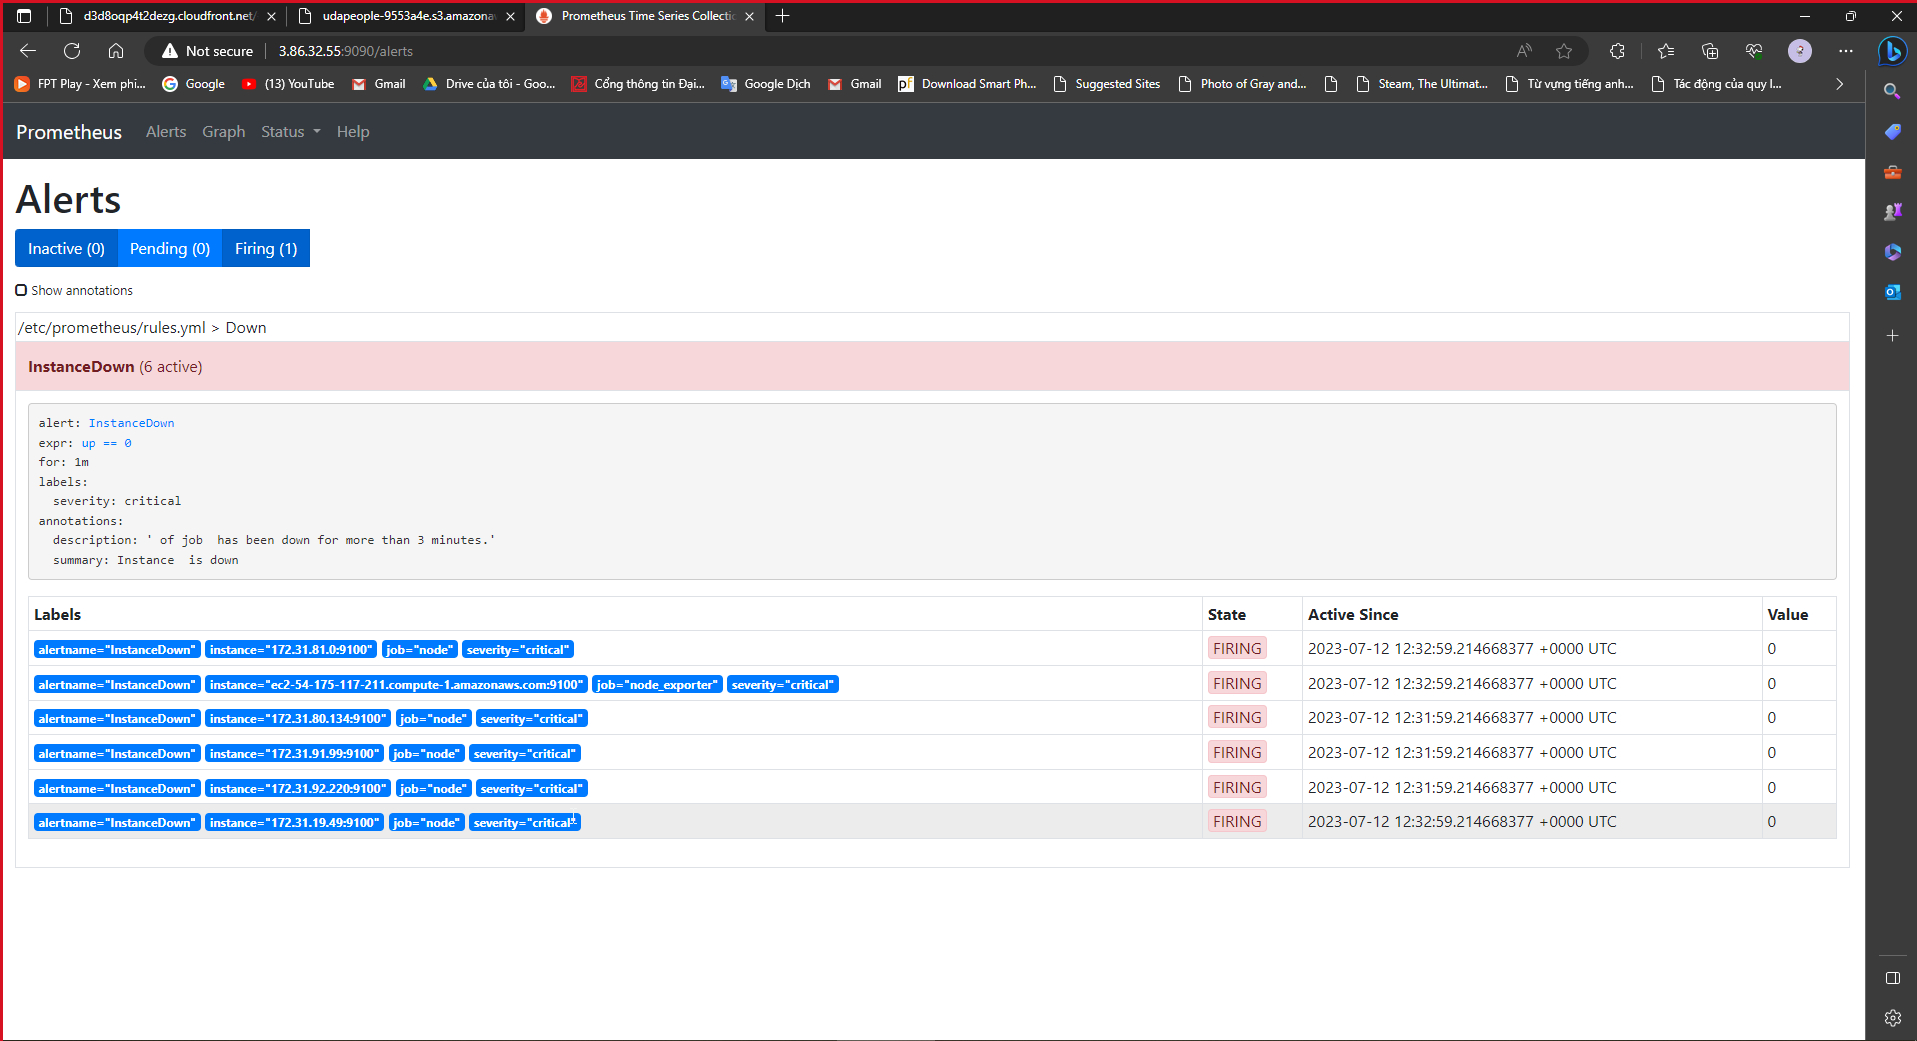 d3d8oqp4t2dezg.cloudfront.net/
udapeople-9553a4e.s3.amazonaw
Prometheus Time Series Collectic
Not secure
3.86.32.55:9090/alerts
FPT Play - Xem phi...
Google
(13) YouTube
Gmail
Drive của tôi - Goo...
Cổng thông tin Đại...
Google Dịch
Gmail
Download Smart Ph...
Suggested Sites
Photo of Gray and...
Steam, The Ultimat...
Từ vựng tiếng anh...
Tác động của quy l...
Prometheus
Alerts
Graph
Status
Help
Alerts
Inactive (0)
Pending (0)
Firing (1)
Show annotations
/etc/prometheus/rules.yml > Down
InstanceDown (6 active)
alert: InstanceDown
expr: up == 0
for: 1m
labels:
severity: critical
annotations:
description: ' of job  has been down for more than 3 minutes.'
summary: Instance  is down
Labels State Active Since Value
alertname="InstanceDown" instance="172.31.81.0:9100" job="node" severity="critical" FIRING 2023-07-12 12:32:59.214668377 +0000 UTC 0
alertname="InstanceDown" instance="ec2-54-175-117-211.compute-1.amazonaws.com:9100" job="node_exporter" severity="critical" FIRING 2023-07-12 12:32:59.214668377 +0000 UTC 0
alertname="InstanceDown" instance="172.31.80.134:9100" job="node" severity="critical" FIRING 2023-07-12 12:31:59.214668377 +0000 UTC 0
alertname="InstanceDown" instance="172.31.91.99:9100" job="node" severity="critical" FIRING 2023-07-12 12:31:59.214668377 +0000 UTC 0
alertname="InstanceDown" instance="172.31.92.220:9100" job="node" severity="critical" FIRING 2023-07-12 12:31:59.214668377 +0000 UTC 0
alertname="InstanceDown" instance="172.31.19.49:9100" job="node" severity="critical" FIRING 2023-07-12 12:32:59.214668377 +0000 UTC 0